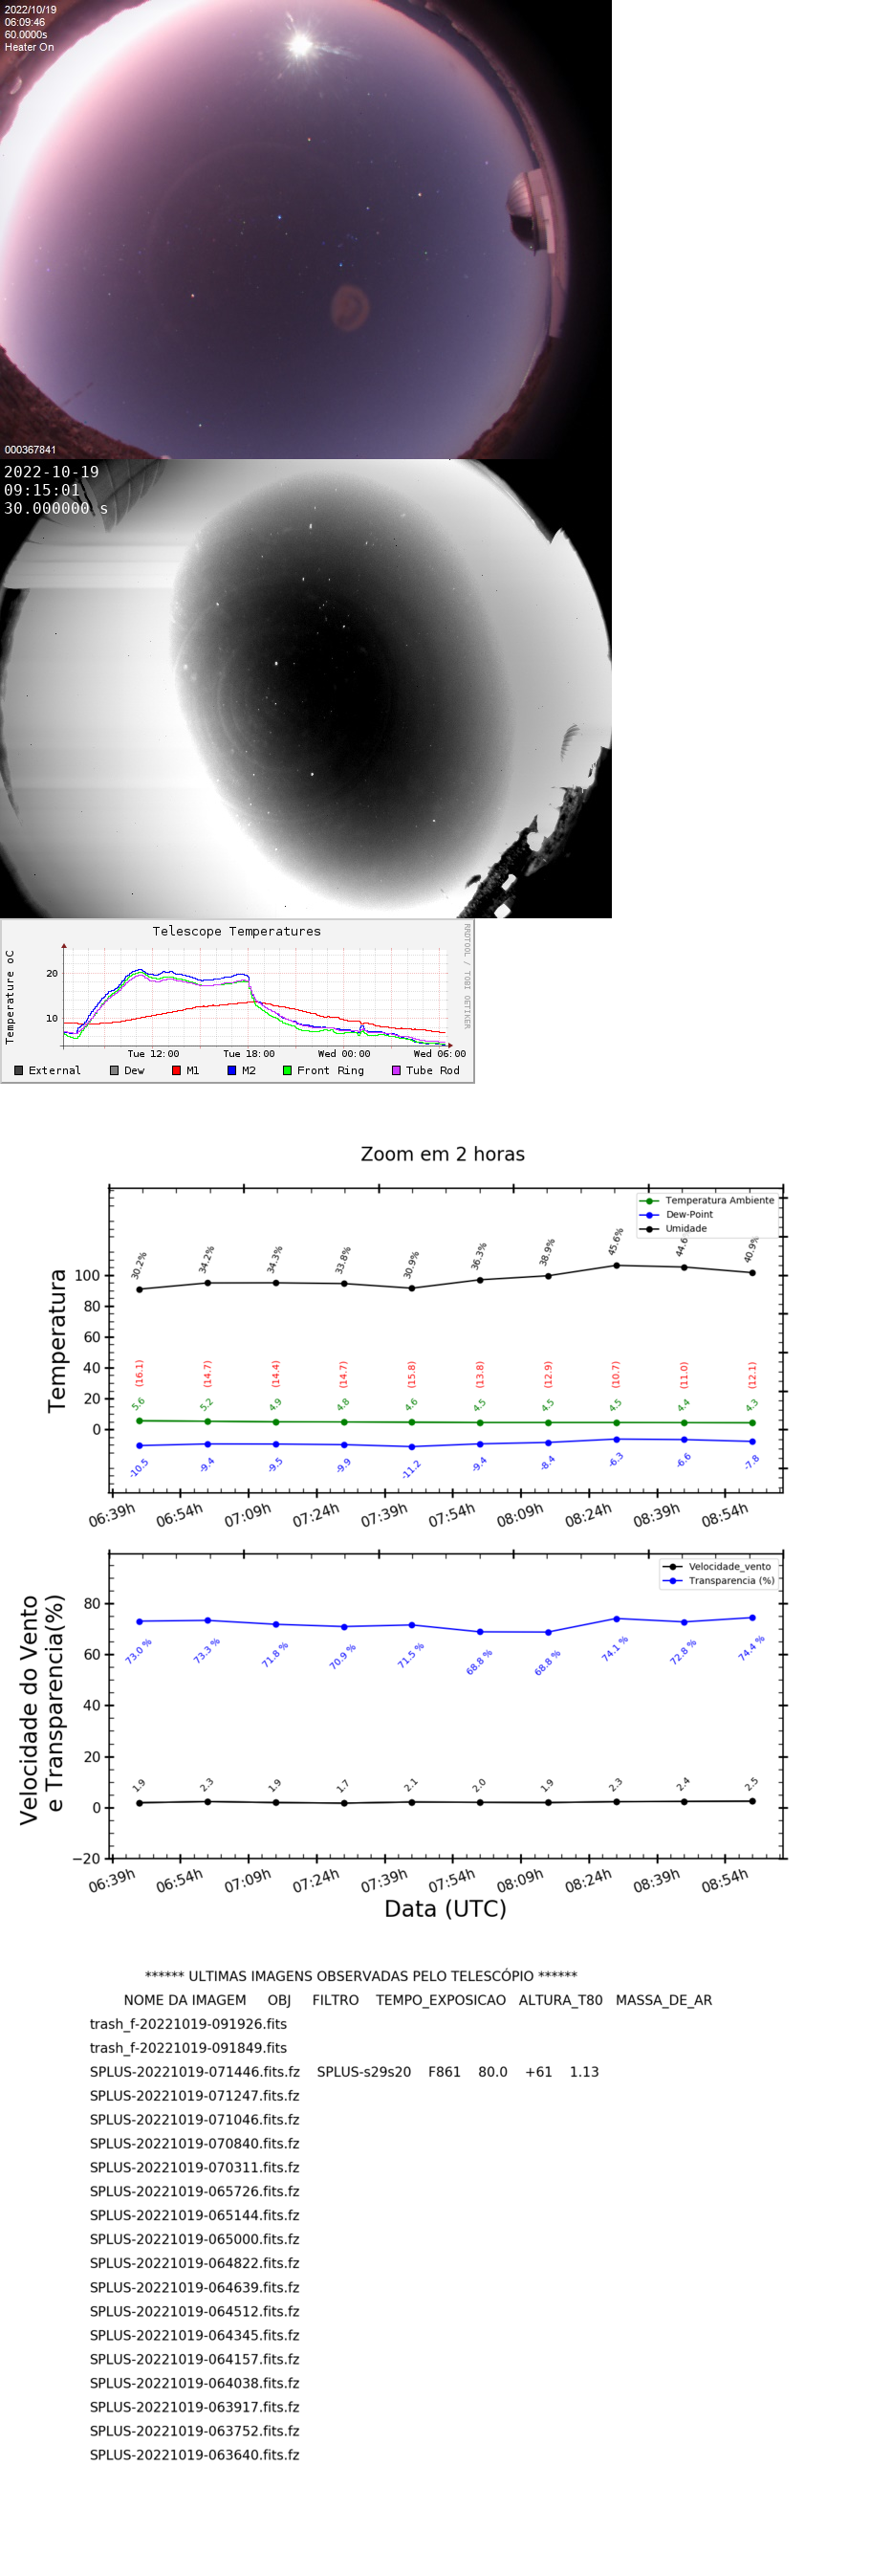 2022/10/19
06:09:46
60.0000s
Heater On
000367841
2022-10-19
09:15:01
30.000000 s
Telescope Temperatures
RRDTOOL / TOBI OETIKER
Temperature oC
20
10
Tue 12:00 Tue 18:00 Wed 00:00 Wed 06:00
External Dew M1 M2 Front Ring Tube Rod
Zoom em 2 horas
Temperatura Ambiente
Dew-Point
Umidade
Temperatura
100
80
60
40
20
0
30.2% 34.2% 34.3% 33.8% 30.9% 36.3% 38.9% 45.6% 44.6 40.9%
(16.1) (14.7) (14.4) (14.7) (15.8) (13.8) (12.9) (10.7) (11.0) (12.1)
5.6 5.2 4.9 4.8 4.6 4.5 4.5 4.5 4.4 4.3
-10.5 -9.4 -9.5 -9.9 -11.2 -9.4 -8.4 -6.3 -6.6 -7.8
06:39h 06:54h 07:09h 07:24h 07:39h 07:54h 08:09h 08:24h 08:39h 08:54h
Velocidade_vento
Transparencia (%)
Velocidade do Vento
e Transparencia(%)
80
60
40
20
0
−20
73.0 % 73.3 % 71.8 % 70.9 % 71.5 % 68.8 % 68.8 % 74.1 % 72.8 % 74.4 %
1.9 2.3 1.9 1.7 2.1 2.0 1.9 2.3 2.4 2.5
06:39h 06:54h 07:09h 07:24h 07:39h 07:54h 08:09h 08:24h 08:39h 08:54h
Data (UTC)
****** ULTIMAS IMAGENS OBSERVADAS PELO TELESCÓPIO ******
NOME DA IMAGEM OBJ FILTRO TEMPO_EXPOSICAO ALTURA_T80 MASSA_DE_AR
trash_f-20221019-091926.fits
trash_f-20221019-091849.fits
SPLUS-20221019-071446.fits.fz SPLUS-s29s20 F861 80.0 +61 1.13
SPLUS-20221019-071247.fits.fz
SPLUS-20221019-071046.fits.fz
SPLUS-20221019-070840.fits.fz
SPLUS-20221019-070311.fits.fz
SPLUS-20221019-065726.fits.fz
SPLUS-20221019-065144.fits.fz
SPLUS-20221019-065000.fits.fz
SPLUS-20221019-064822.fits.fz
SPLUS-20221019-064639.fits.fz
SPLUS-20221019-064512.fits.fz
SPLUS-20221019-064345.fits.fz
SPLUS-20221019-064157.fits.fz
SPLUS-20221019-064038.fits.fz
SPLUS-20221019-063917.fits.fz
SPLUS-20221019-063752.fits.fz
SPLUS-20221019-063640.fits.fz